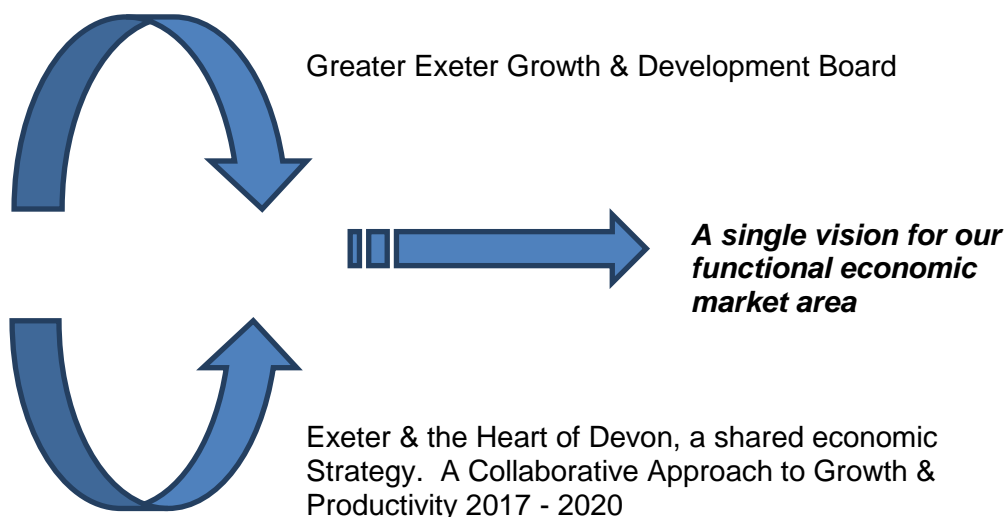 Greater Exeter Growth & Development Board
A single vision for our
functional economic
market area
Exeter & the Heart of Devon, a shared economic
Strategy.  A Collaborative Approach to Growth &
Productivity 2017 - 2020